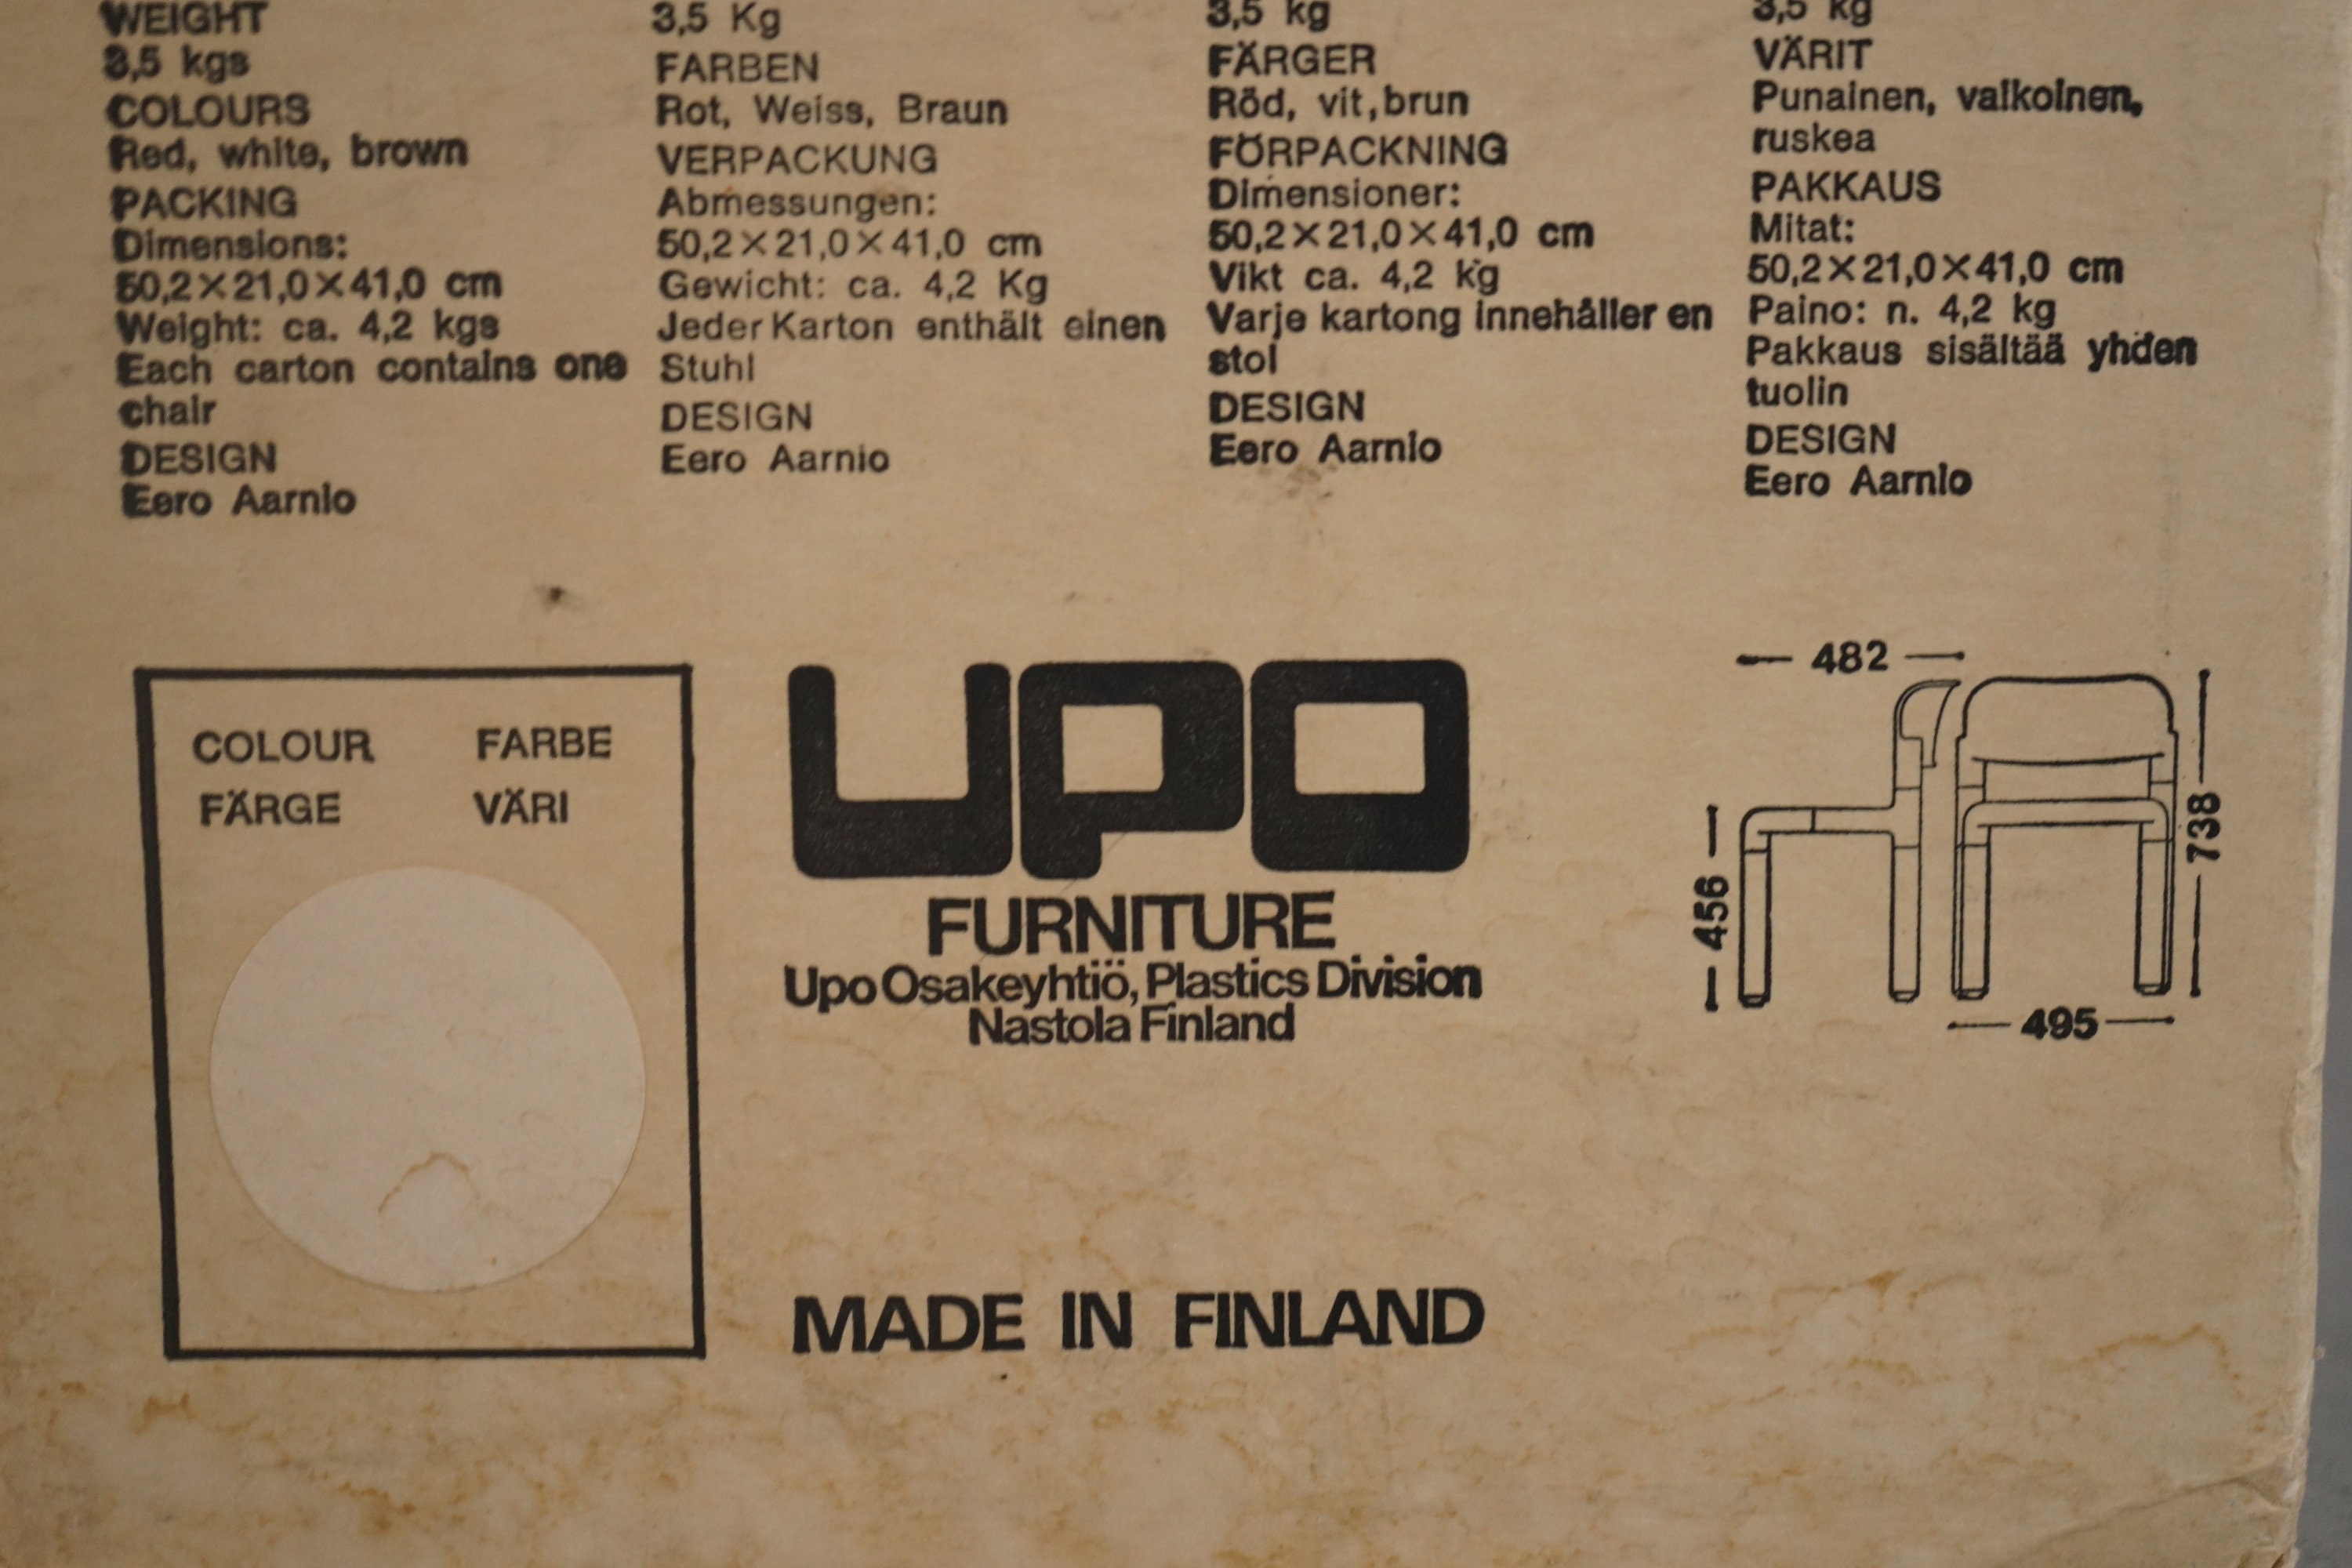 WEIGHT
3,5 kgs
COLOURS
Red, white, brown
PACKING
Dimensions:
50,2×21,0×41,0 cm
Weight: ca. 4,2 kgs
Each carton contains one
chair
DESIGN
Eero Aarnio
3,5 Kg
FARBEN
Rot, Weiss, Braun
VERPACKUNG
Abmessungen:
50,2×21,0×41,0 cm
Gewicht: ca. 4,2 Kg
Jeder Karton enthält einen
Stuhl
DESIGN
Eero Aarnio
3,5 kg
FÄRGER
Röd, vit, brun
FÖRPACKNING
Dimensioner:
50,2×21,0×41,0 cm
Vikt ca. 4,2 kg
Varje kartong innehåller en
stol
DESIGN
Eero Aarnio
3,5 kg
VÄRIT
Punainen, valkoinen,
ruskea
PAKKAUS
Mitat:
50,2×21,0×41,0 cm
Paino: n. 4,2 kg
Pakkaus sisältää yhden
tuolin
DESIGN
Eero Aarnio
COLOUR FARBE
FÄRGE VÄRI
upo
FURNITURE
Upo Osakeyhtiö, Plastics Division
Nastola Finland
MADE IN FINLAND
482
456
738
495